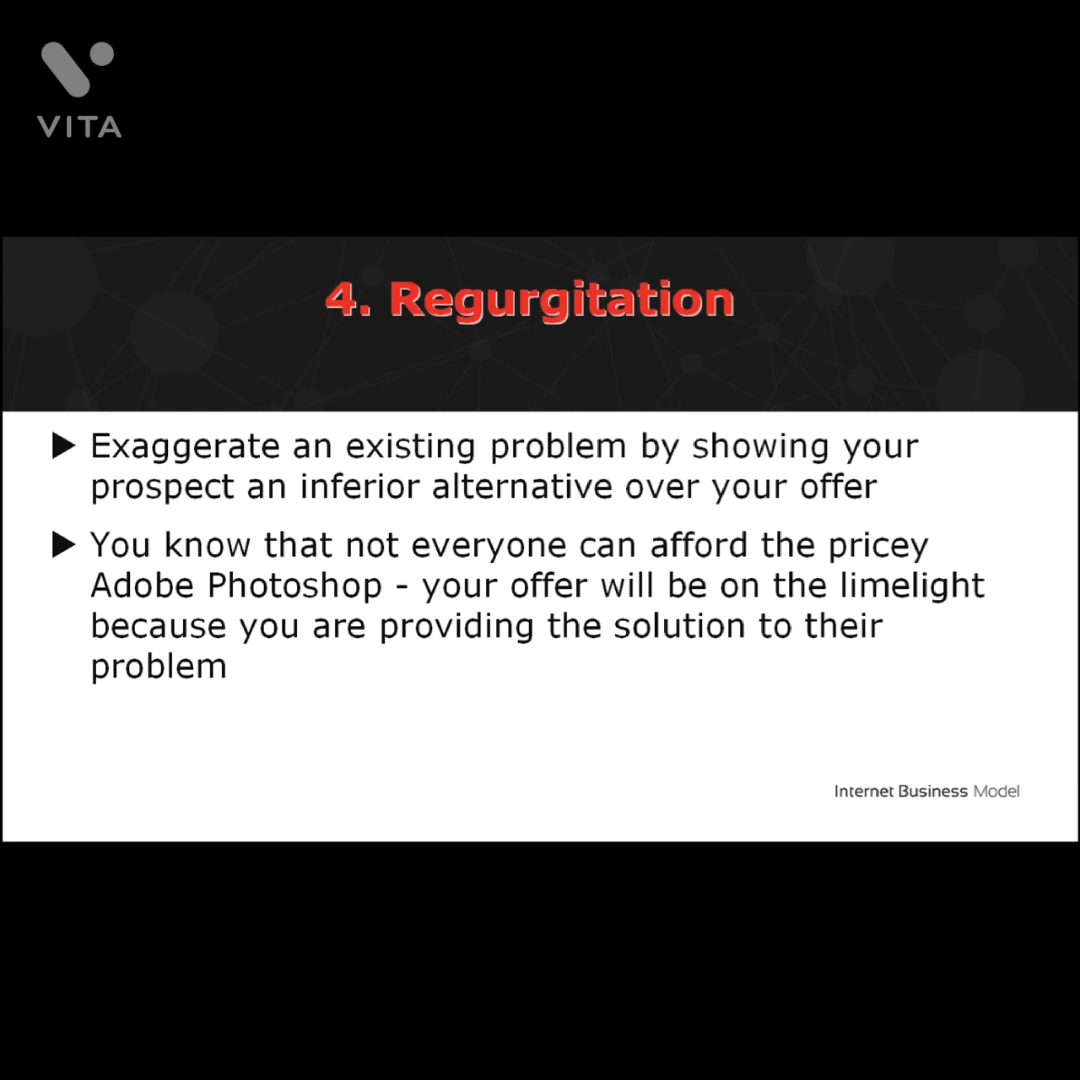 VITA
4. Regurgitation
Exaggerate an existing problem by showing your
prospect an inferior alternative over your offer
You know that not everyone can afford the pricey
Adobe Photoshop - your offer will be on the limelight
because you are providing the solution to their
problem
Internet Business Model